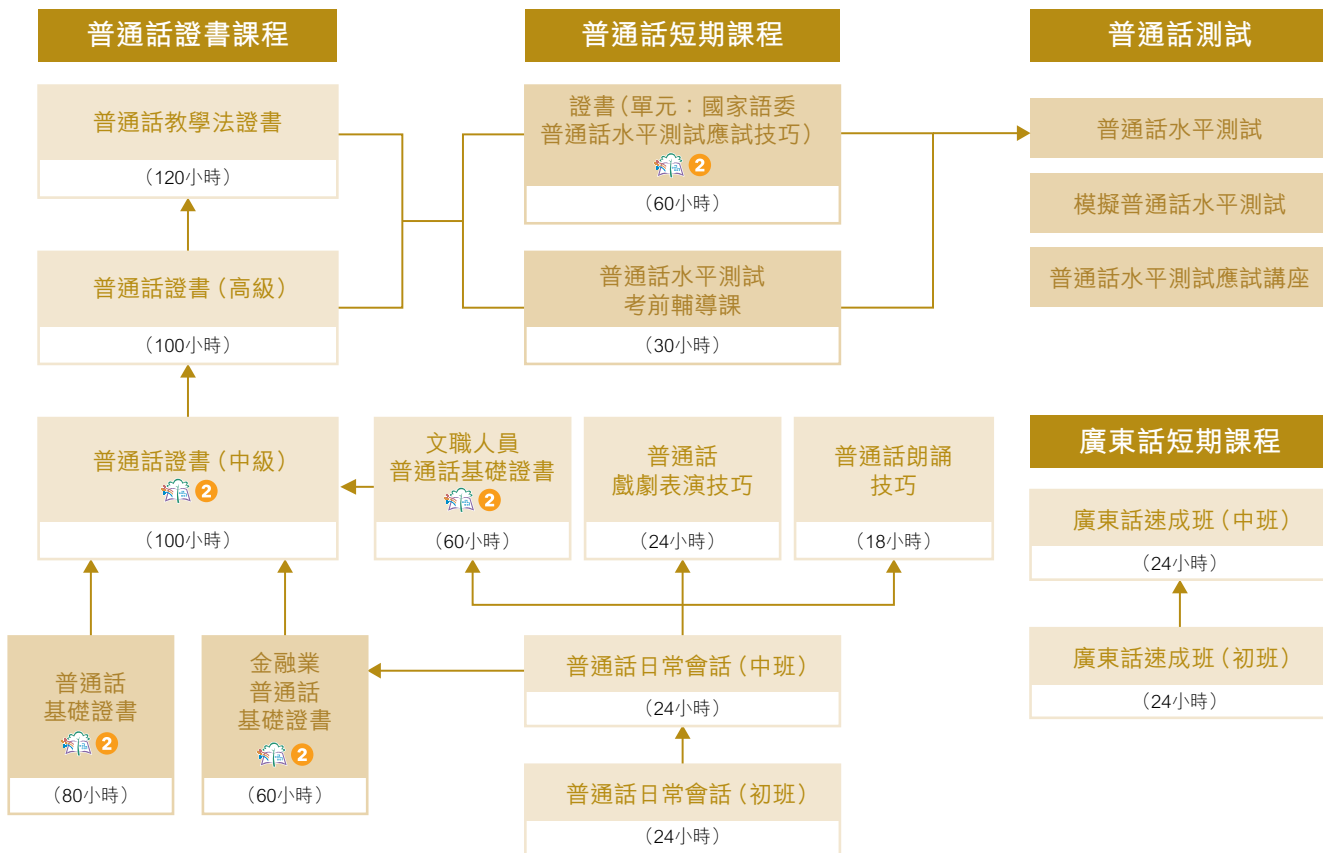 普通話證書課程
普通話教學法證書
（120小時）
普通話證書（高級）
（100小時）
普通話證書（中級）
2
（100小時）
普通話
基礎證書
2
（80小時）
金融業
普通話
基礎證書
2
（60小時）
文職人員
普通話基礎證書
2
（60小時）
普通話短期課程
證書（單元：國家語委
普通話水平測試應試技巧）
2
（60小時）
普通話水平測試
考前輔導課
（30小時）
普通話
戲劇表演技巧
（24小時）
普通話朗誦
技巧
（18小時）
普通話日常會話（中班）
（24小時）
普通話日常會話（初班）
（24小時）
普通話測試
普通話水平測試
模擬普通話水平測試
普通話水平測試應試講座
廣東話短期課程
廣東話速成班（中班）
（24小時）
廣東話速成班（初班）
（24小時）